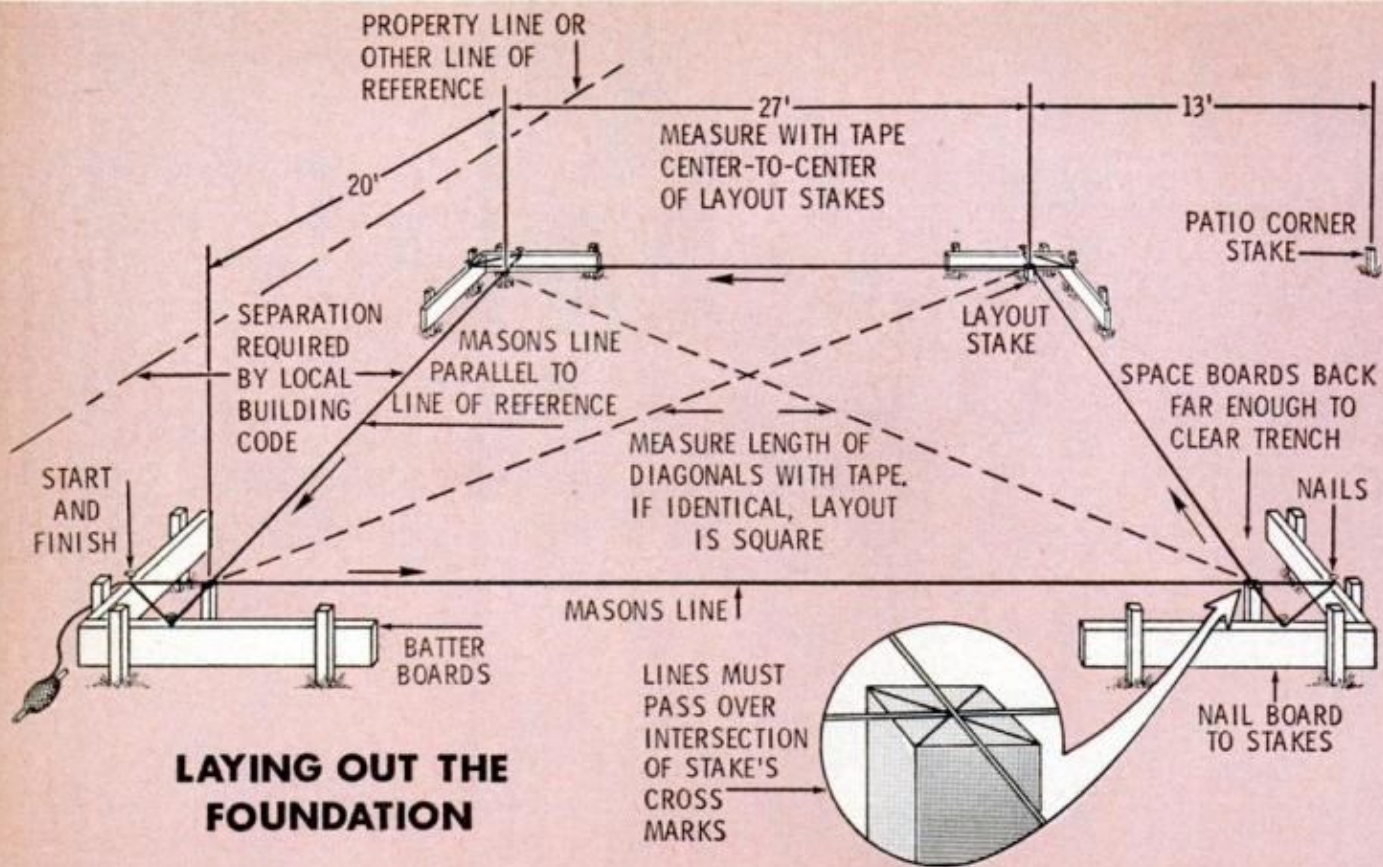 PROPERTY LINE OR
OTHER LINE OF
REFERENCE
27'
13'
MEASURE WITH TAPE
CENTER-TO-CENTER
OF LAYOUT STAKES
20'
PATIO CORNER
STAKE
SEPARATION
REQUIRED
BY LOCAL
BUILDING
CODE
MASONS LINE
PARALLEL TO
LINE OF REFERENCE
LAYOUT
STAKE
SPACE BOARDS BACK
FAR ENOUGH TO
CLEAR TRENCH
MEASURE LENGTH OF
DIAGONALS WITH TAPE.
IF IDENTICAL, LAYOUT
IS SQUARE
START
AND
FINISH
NAILS
MASONS LINE
BATTER
BOARDS
LINES MUST
PASS OVER
INTERSECTION
OF STAKE'S
CROSS
MARKS
NAIL BOARD
TO STAKES
LAYING OUT THE
FOUNDATION